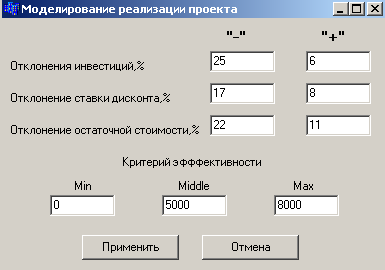 Моделирование реализации проекта
"-" "+"
Отклонения инвестиций,% 25 6
Отклонение ставки дисконта,% 17 8
Отклонение остаточной стоимости,% 22 11
Критерий эфффективности
Min Middle Max
0 5000 8000
Применить Отмена